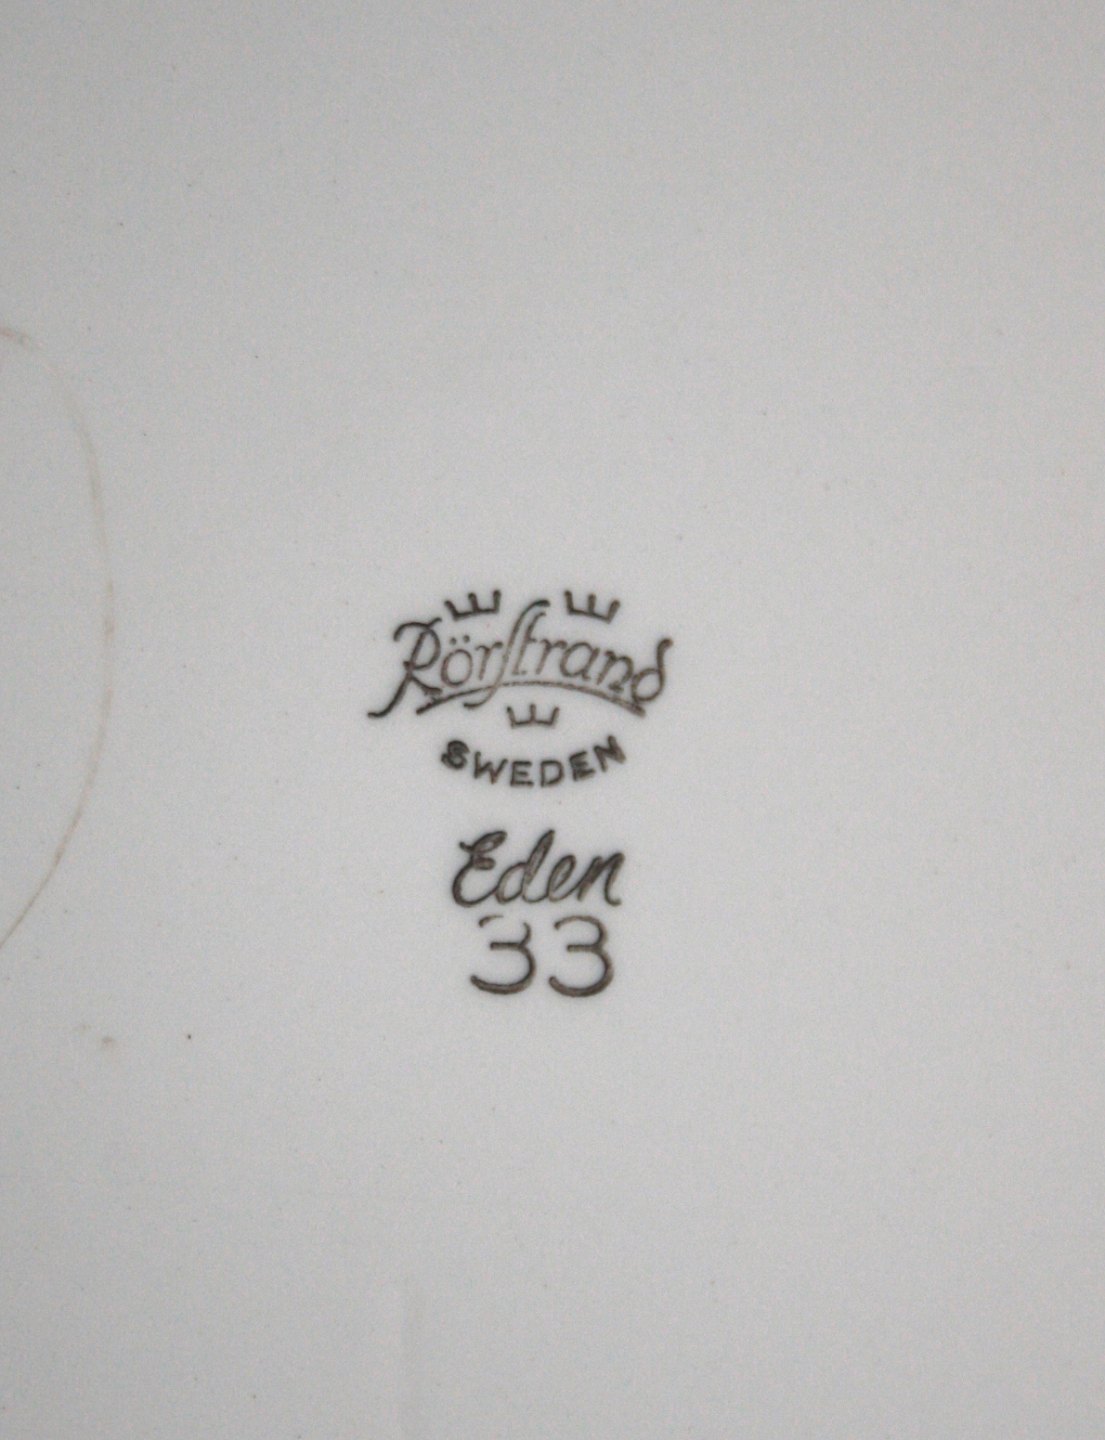 Rörstrand
SWEDEN
Eden
33